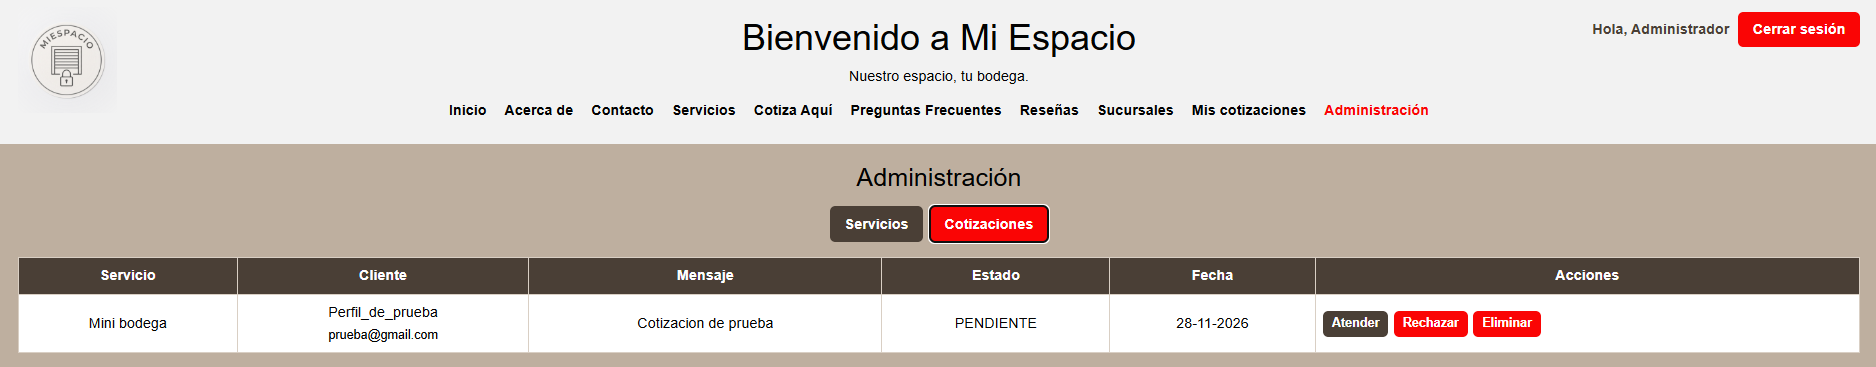 MIESPACIO
Bienvenido a Mi Espacio
Nuestro espacio, tu bodega.
Hola, Administrador
Cerrar sesión
Inicio Acerca de Contacto Servicios Cotiza Aquí Preguntas Frecuentes Reseñas Sucursales Mis cotizaciones Administración
Administración
Servicios Cotizaciones
Servicio Cliente Mensaje Estado Fecha Acciones
Mini bodega
Perfil_de_prueba
prueba@gmail.com
Cotizacion de prueba
PENDIENTE
28-11-2026
Atender Rechazar Eliminar